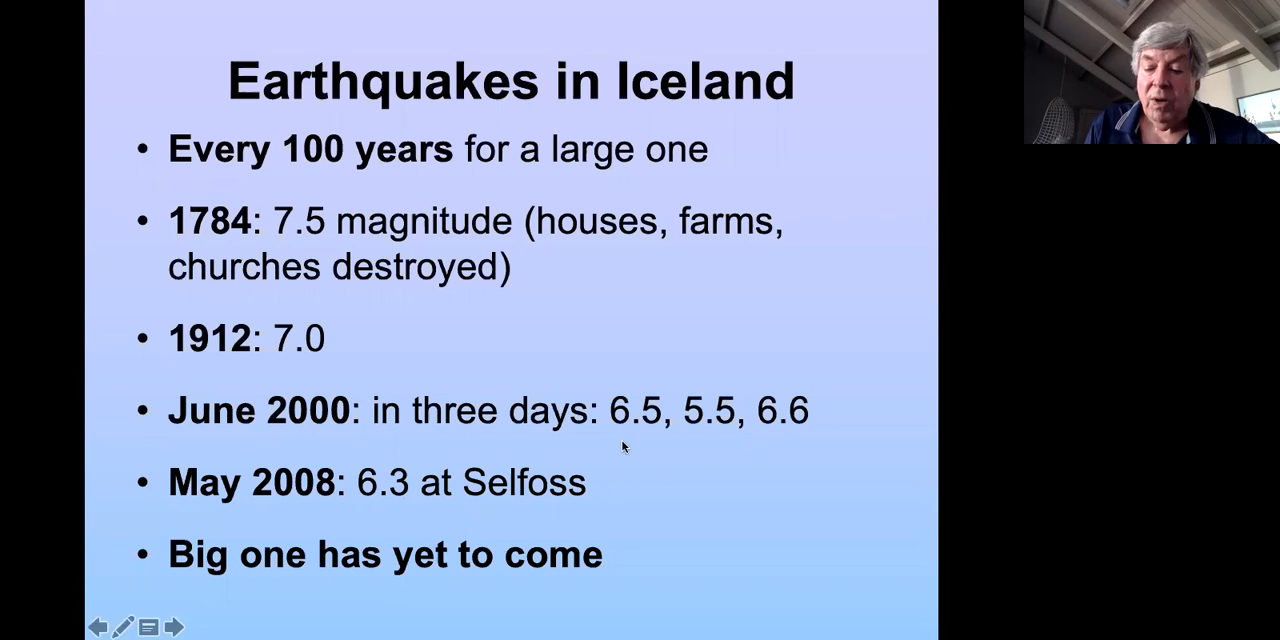 Earthquakes in Iceland
• Every 100 years for a large one
• 1784: 7.5 magnitude (houses, farms,
churches destroyed)
• 1912: 7.0
• June 2000: in three days: 6.5, 5.5, 6.6
• May 2008: 6.3 at Selfoss
• Big one has yet to come